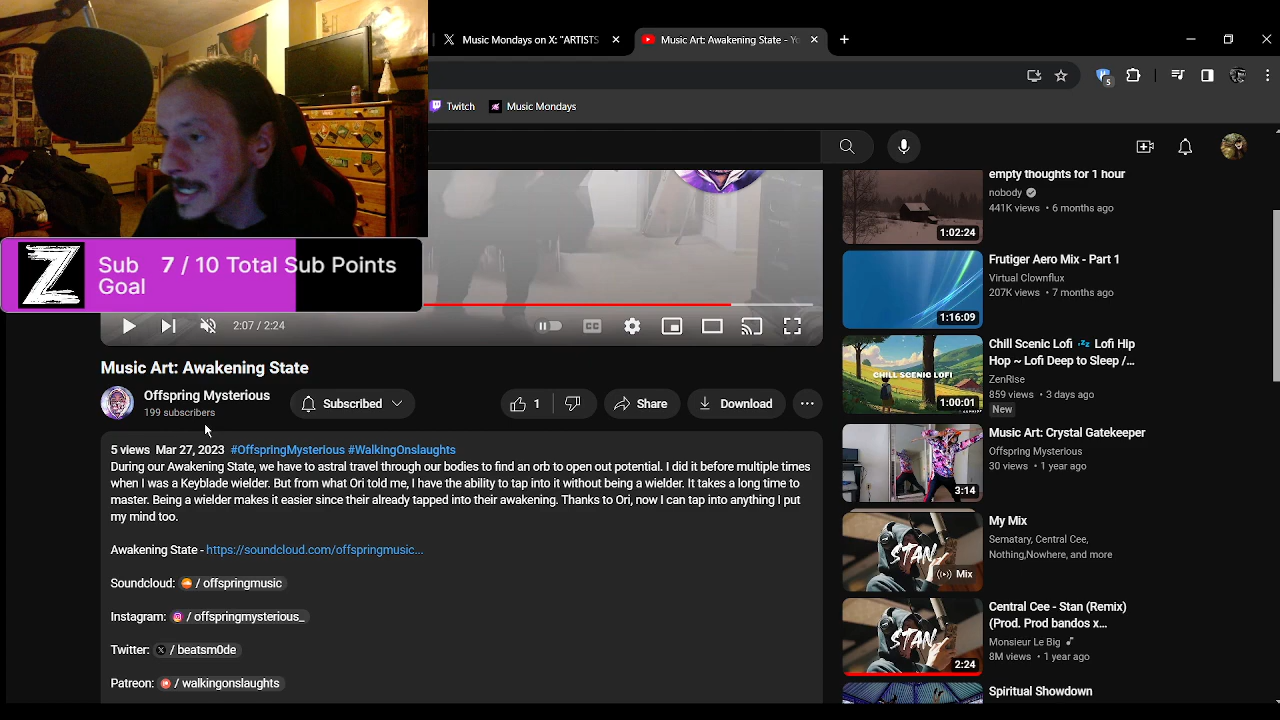 Music Mondays on X: "ARTISTS
Music Art: Awakening State - Yo
5
Twitch
Music Mondays
Z
Sub Goal
7 / 10 Total Sub Points
2:07 / 2:24
CC
Music Art: Awakening State
Offspring Mysterious
199 subscribers
Subscribed
1
Share
Download
5 views Mar 27, 2023 #OffspringMysterious #WalkingOnslaughts
During our Awakening State, we have to astral travel through our bodies to find an orb to open out potential. I did it before multiple times
when I was a Keyblade wielder. But from what Ori told me, I have the ability to tap into it without being a wielder. It takes a long time to
master. Being a wielder makes it easier since their already tapped into their awakening. Thanks to Ori, now I can tap into anything I put
my mind too.
Awakening State - https://soundcloud.com/offspringmusic...
Soundcloud: / offspringmusic
Instagram: / offspringmysterious_
Twitter: / beatsm0de
Patreon: / walkingonslaughts
empty thoughts for 1 hour
nobody
441K views • 6 months ago
1:02:24
Frutiger Aero Mix - Part 1
Virtual Clownflux
207K views • 7 months ago
1:16:09
Chill Scenic Lofi 💤 Lofi Hip
Hop ~ Lofi Deep to Sleep /...
ZenRise
859 views • 3 days ago
New
CHILL SCENIC LOFI
1:00:01
Music Art: Crystal Gatekeeper
Offspring Mysterious
30 views • 1 year ago
3:14
My Mix
Sematary, Central Cee,
Nothing,Nowhere, and more
STAN
Mix
Central Cee - Stan (Remix)
(Prod. Prod bandos x...
Monsieur Le Big
8M views • 1 year ago
STAN
2:24
Spiritual Showdown